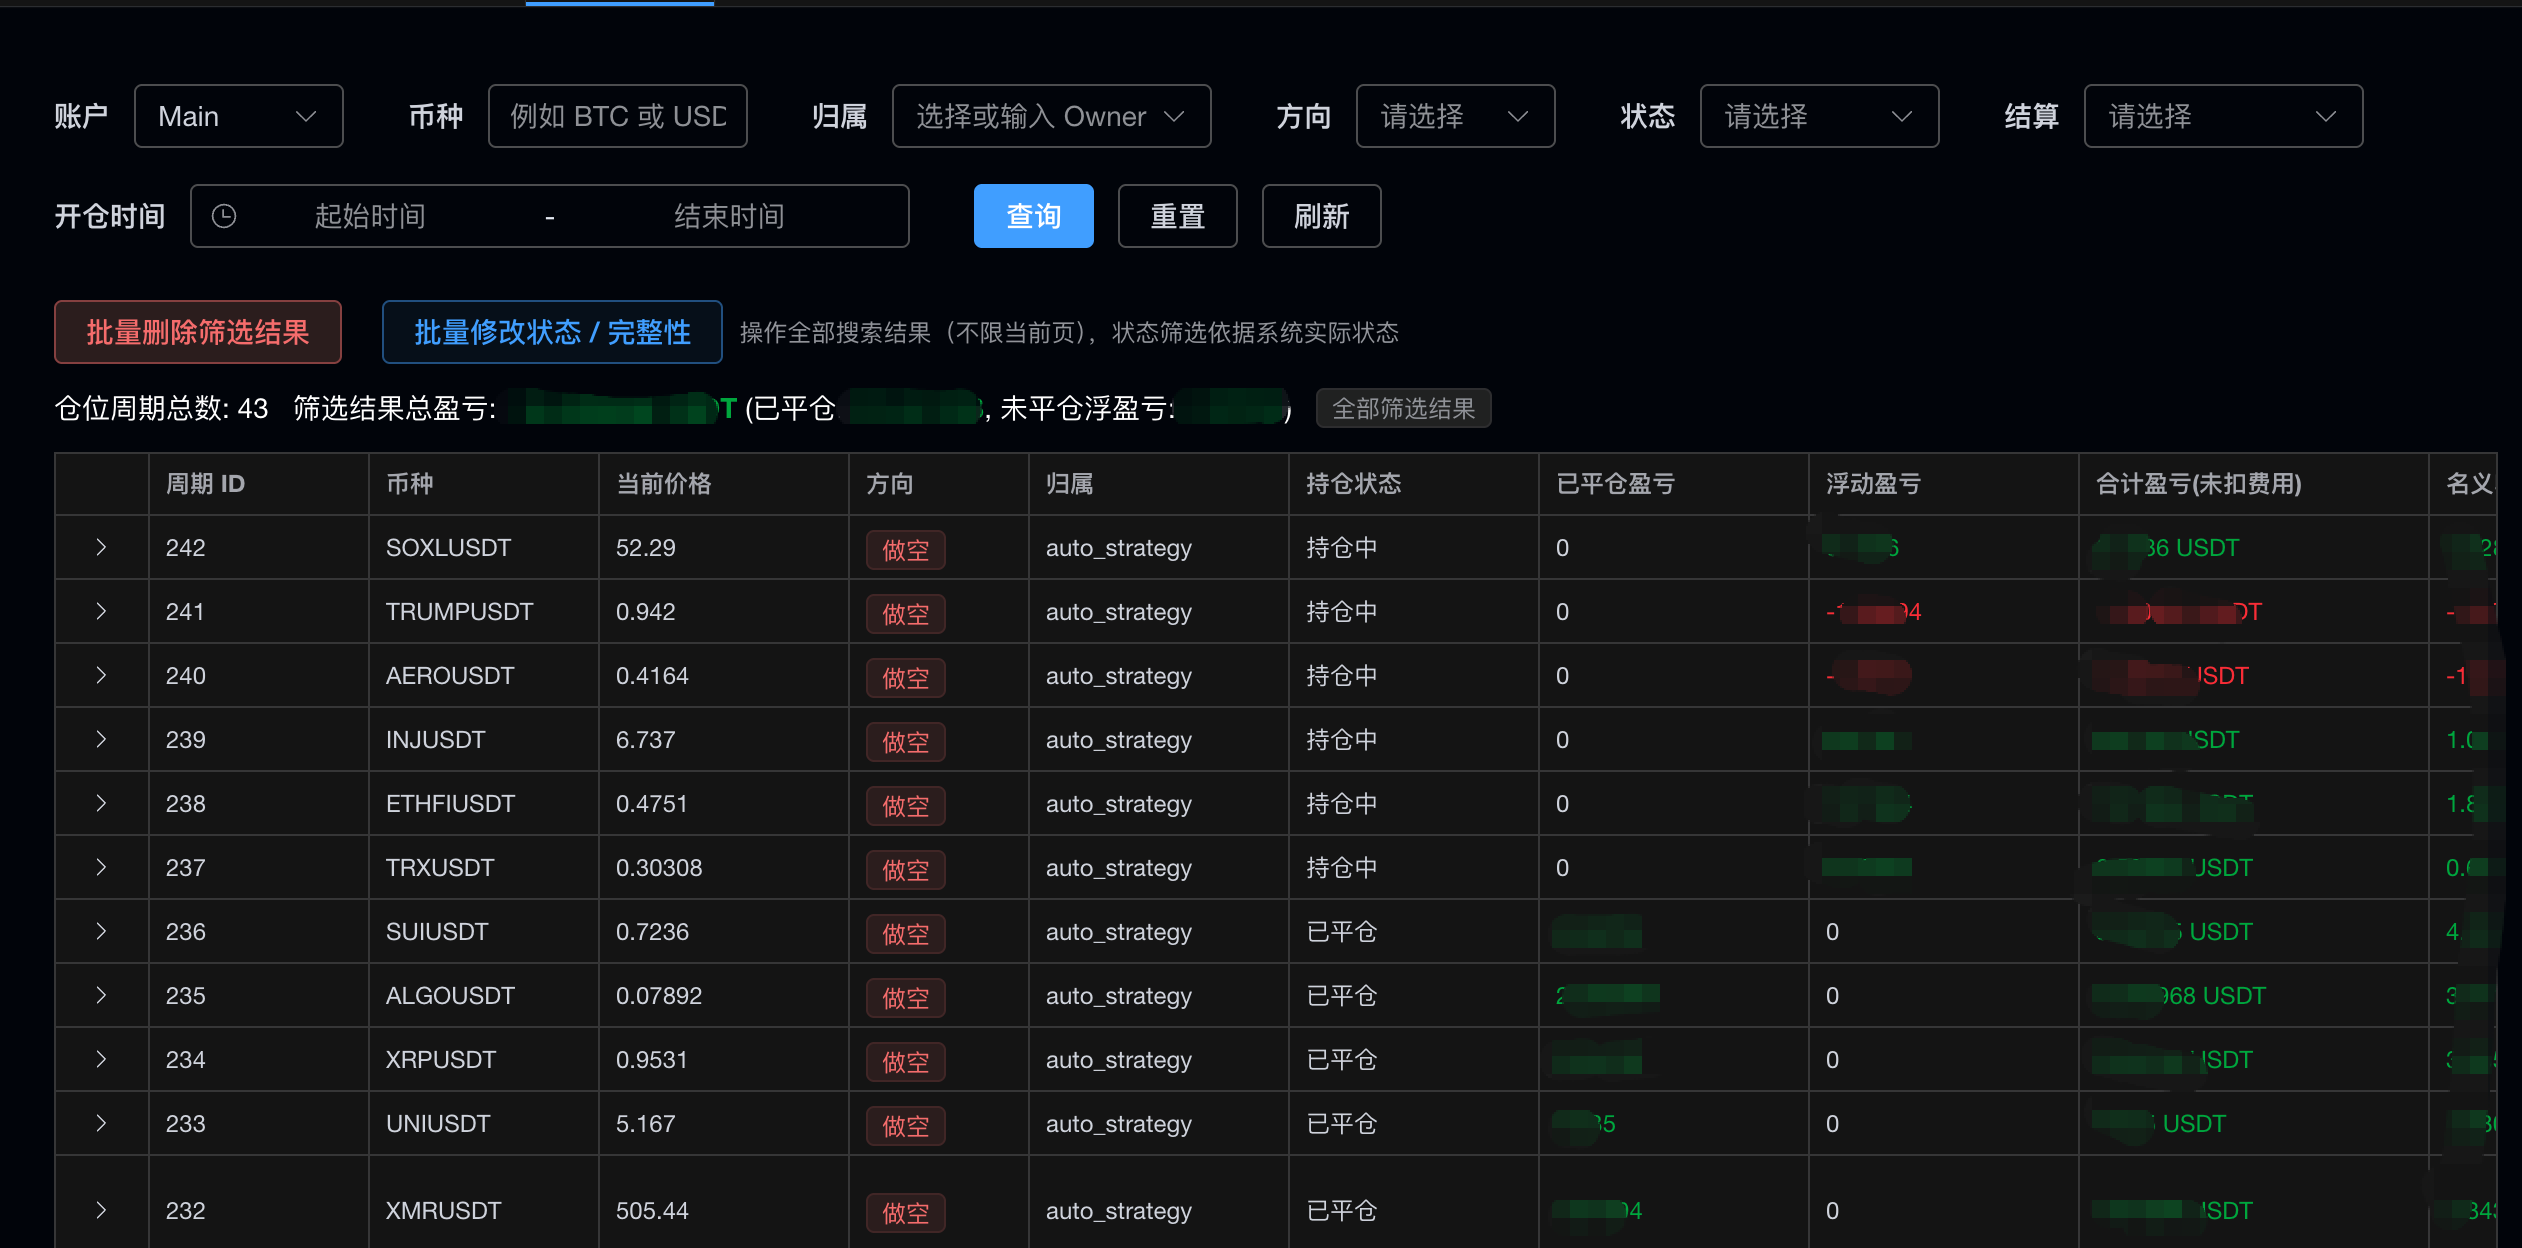 账户 Main 币种 例如 BTC 或 USD 归属 选择或输入 Owner 方向 请选择 状态 请选择 结算 请选择
开仓时间 起始时间 - 结束时间 查询 重置 刷新
批量删除筛选结果 批量修改状态 / 完整性 操作全部搜索结果（不限当前页），状态筛选依据系统实际状态
仓位周期总数: 43 筛选结果总盈亏: (已平仓 , 未平仓浮盈亏: ) 全部筛选结果
周期 ID 币种 当前价格 方向 归属 持仓状态 已平仓盈亏 浮动盈亏 合计盈亏(未扣费用) 名义
242 SOXLUSDT 52.29 做空 auto_strategy 持仓中 0 USDT
241 TRUMPUSDT 0.942 做空 auto_strategy 持仓中 0
240 AEROUSDT 0.4164 做空 auto_strategy 持仓中 0
239 INJUSDT 6.737 做空 auto_strategy 持仓中 0
238 ETHFIUSDT 0.4751 做空 auto_strategy 持仓中 0
237 TRXUSDT 0.30308 做空 auto_strategy 持仓中 0 USDT
236 SUIUSDT 0.7236 做空 auto_strategy 已平仓 0 USDT
235 ALGOUSDT 0.07892 做空 auto_strategy 已平仓 0 USDT
234 XRPUSDT 0.9531 做空 auto_strategy 已平仓 0
233 UNIUSDT 5.167 做空 auto_strategy 已平仓 0 USDT
232 XMRUSDT 505.44 做空 auto_strategy 已平仓 0